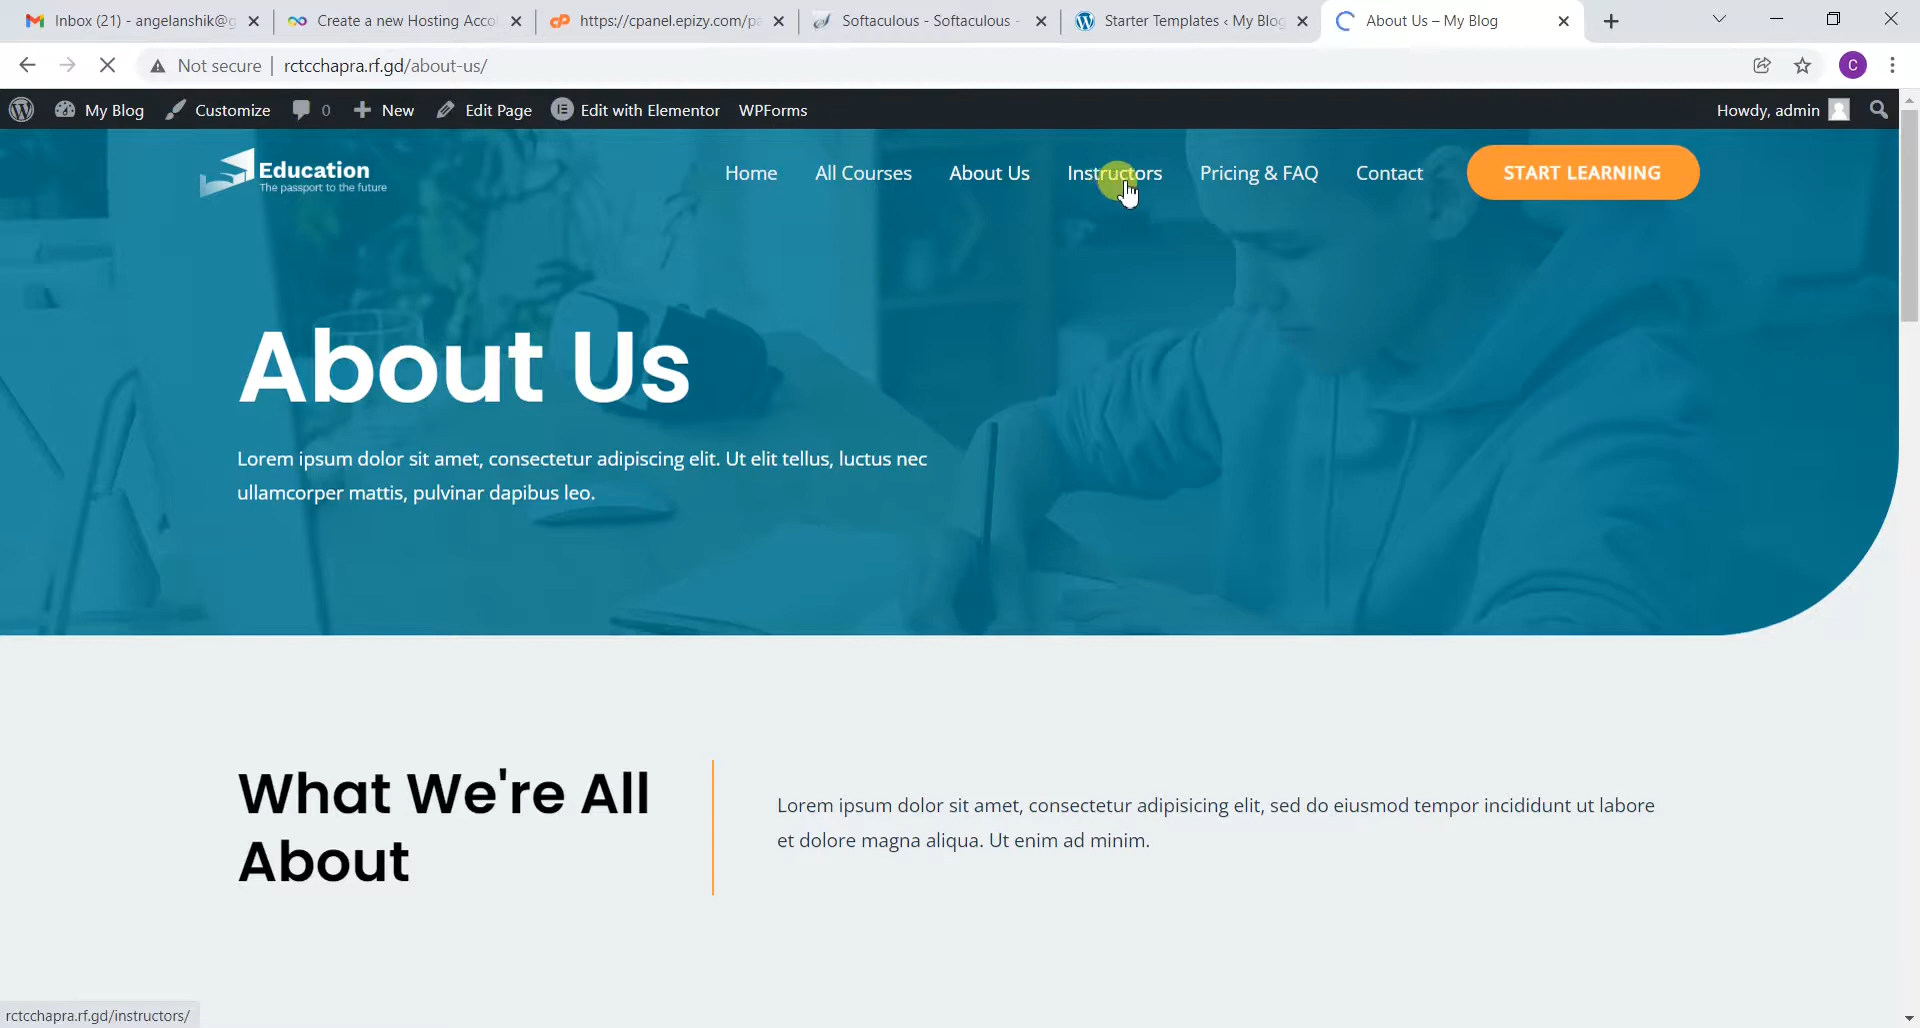 Inbox (21) - angelanshik@g
Create a new Hosting Acco
https://cpanel.epizy.com/pa
Softaculous - Softaculous -
Starter Templates ‹ My Blog
About Us – My Blog
Not secure
rctcchapra.rf.gd/about-us/
C
My Blog
Customize
0
New
Edit Page
Edit with Elementor
WPForms
Howdy, admin
Education
The passport to the future
Home
All Courses
About Us
Instructors
Pricing & FAQ
Contact
START LEARNING
About Us
Lorem ipsum dolor sit amet, consectetur adipiscing elit. Ut elit tellus, luctus nec
ullamcorper mattis, pulvinar dapibus leo.
What We're All
About
Lorem ipsum dolor sit amet, consectetur adipisicing elit, sed do eiusmod tempor incididunt ut labore
et dolore magna aliqua. Ut enim ad minim.
rctcchapra.rf.gd/instructors/